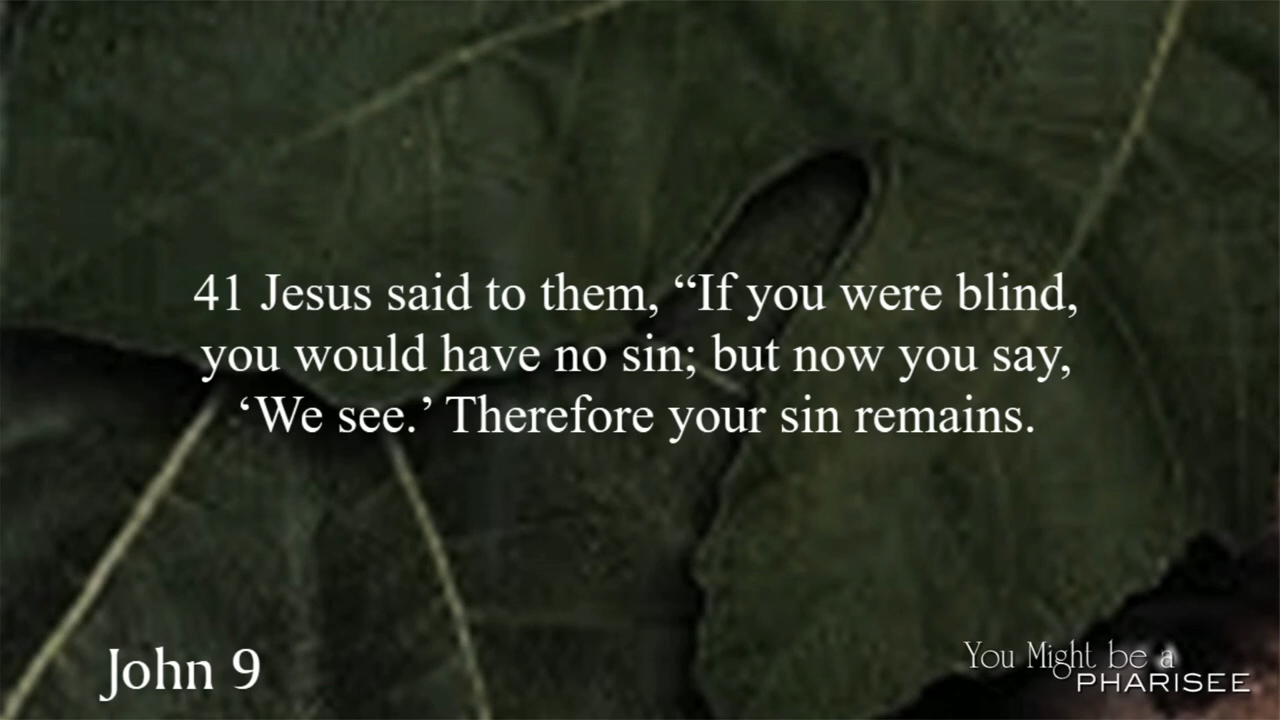 41 Jesus said to them, “If you were blind,
you would have no sin; but now you say,
‘We see.’ Therefore your sin remains.
John 9
You Might be a
PHARISEE